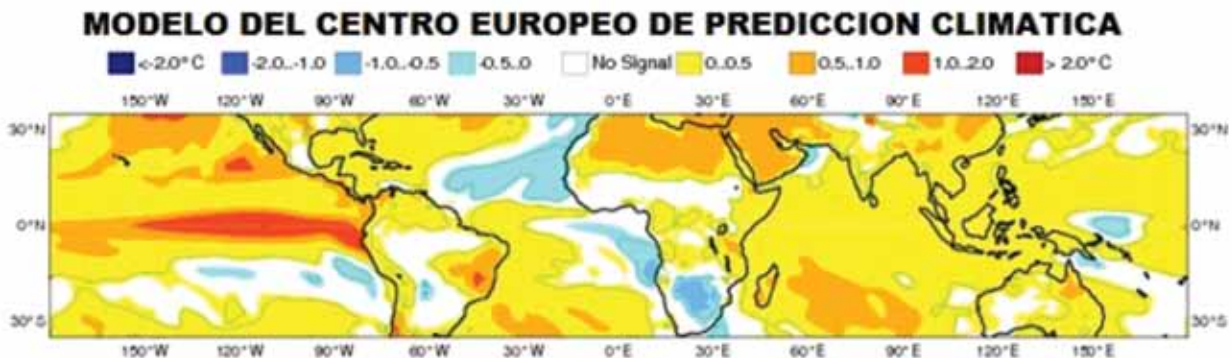 MODELO DEL CENTRO EUROPEO DE PREDICCION CLIMATICA
<-2.0° C -2.0..-1.0 -1.0..-0.5 -0.5..0 No Signal 0..0.5 0.5..1.0 1.0..2.0 > 2.0° C
150°W 120°W 90°W 60°W 30°W 0°E 30°E 60°E 90°E 120°E 150°E
30°N 30°N
0°N 0°N
30°S 30°S
150°W 120°W 90°W 60°W 30°W 0°E 30°E 60°E 90°E 120°E 150°E